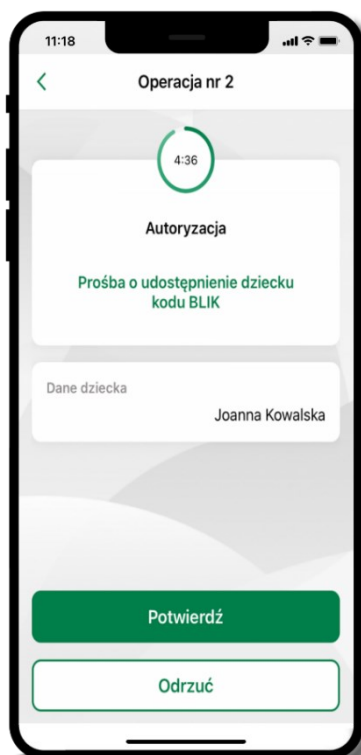 11:18
Operacja nr 2
4:36
Autoryzacja
Prośba o udostępnienie dziecku
kodu BLIK
Dane dziecka
Joanna Kowalska
Potwierdź
Odrzuć